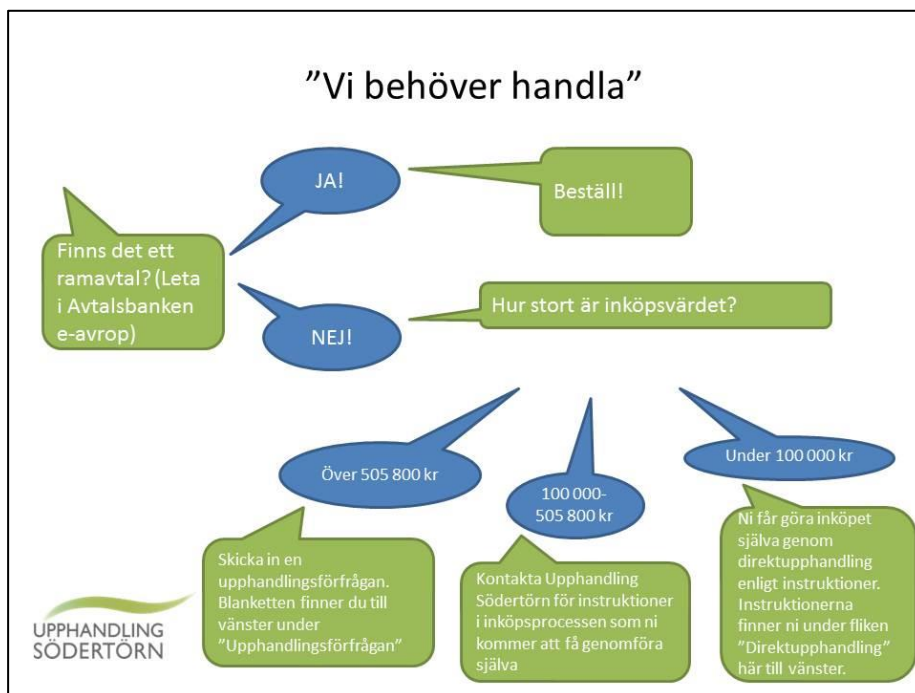 ”Vi behöver handla”
JA!
Beställ!
Finns det ett
ramavtal? (Leta
i Avtalsbanken
e-avrop)
NEJ!
Hur stort är inköpsvärdet?
Över 505 800 kr
100 000-
505 800 kr
Under 100 000 kr
Skicka in en
upphandlingsförfrågan.
Blanketten finner du till
vänster under
”Upphandlingsförfrågan”
Kontakta Upphandling
Södertörn för instruktioner
i inköpsprocessen som ni
kommer att få genomföra
själva
Ni får göra inköpet
själva genom
direktupphandling
enligt instruktioner.
Instruktionerna
finner ni under fliken
”Direktupphandling”
här till vänster.
UPPHANDLING
SÖDERTÖRN